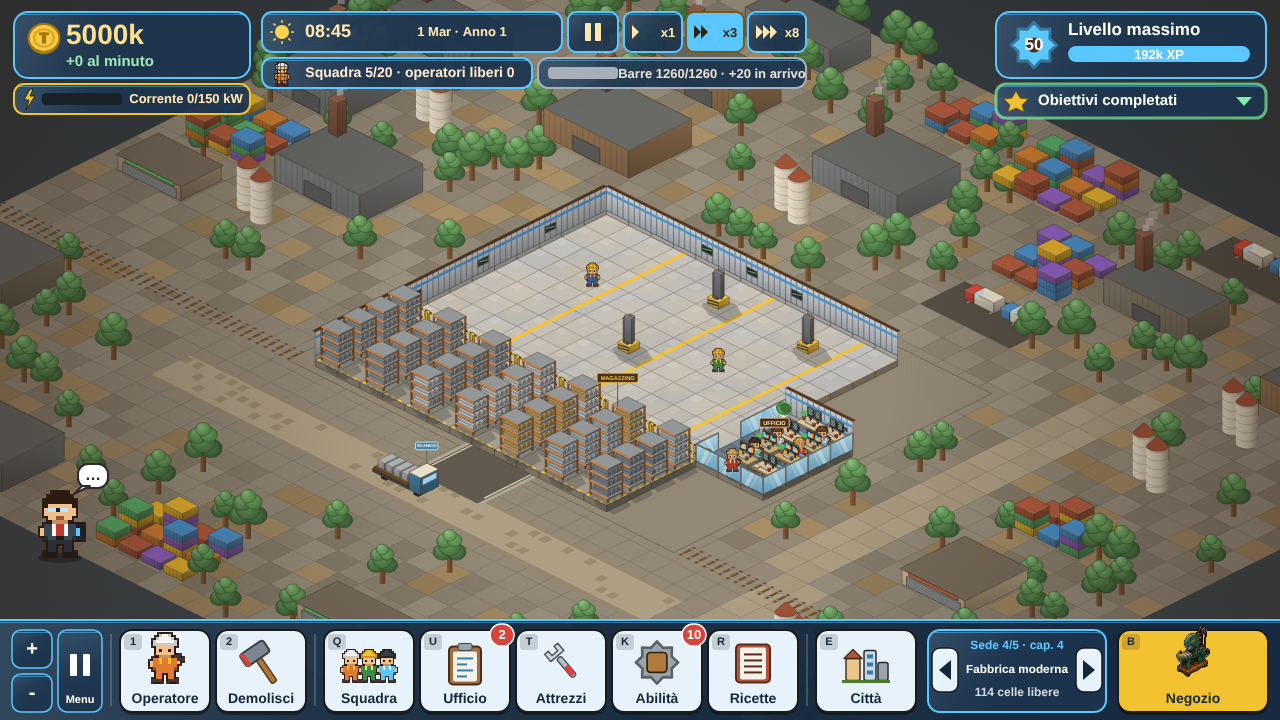 5000k
+0 al minuto
Corrente 0/150 kW
08:45
1 Mar · Anno 1
x1
x3
x8
Squadra 5/20 · operatori liberi 0
Barre 1260/1260 · +20 in arrivo
50
Livello massimo
192k XP
Obiettivi completati
MAGAZZINO
UFFICIO
SCARICO
...
+
-
Menu
1
Operatore
2
Demolisci
Q
Squadra
U
2
Ufficio
T
Attrezzi
K
10
Abilità
R
Ricette
E
Città
Sede 4/5 · cap. 4
Fabbrica moderna
114 celle libere
B
Negozio